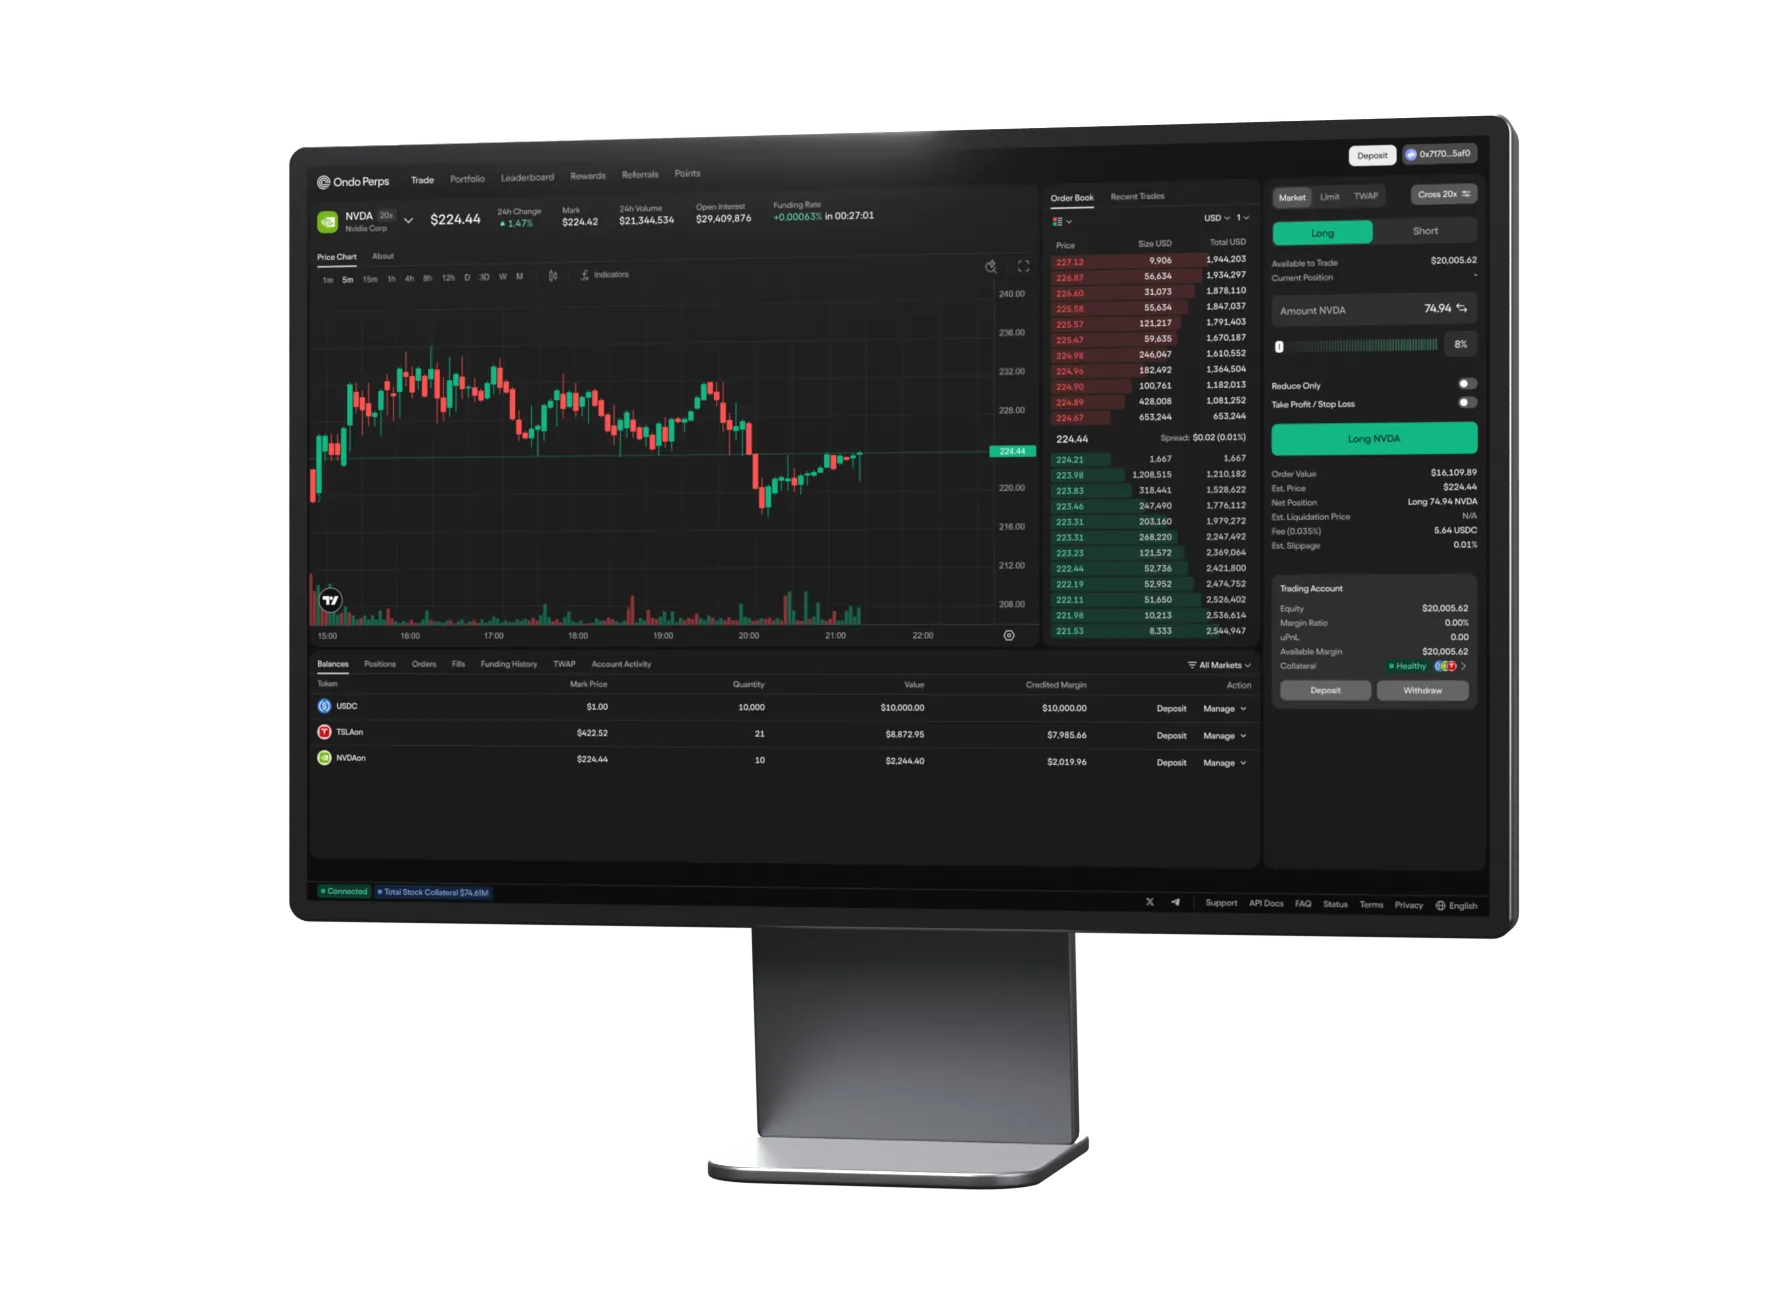 Deposit
0x7170...5af0
Ondo Perps
Trade
Portfolio
Leaderboard
Rewards
Referrals
Points
NVDA 20x
Nvidia Corp
$224.44
24h Change
1.47%
Mark
$224.42
24h Volume
$21,344,534
Open Interest
$29,409,876
Funding Rate
+0.00063% in 00:27:01
Price Chart
About
1m 5m 15m 1h 4h 8h 12h D 3D W M
Indicators
240.00
236.00
232.00
228.00
224.44
220.00
216.00
212.00
208.00
15:00 16:00 17:00 18:00 19:00 20:00 21:00 22:00
Order Book
Recent Trades
USD 1
Price Size USD Total USD
227.12 9,906 1,944,203
226.87 56,634 1,934,297
226.60 31,073 1,878,110
225.58 55,634 1,847,037
225.57 121,217 1,791,403
225.47 59,635 1,670,187
224.98 246,047 1,610,552
224.96 182,492 1,364,504
224.90 100,761 1,182,013
224.89 428,008 1,081,252
224.67 653,244 653,244
224.44 Spread: $0.02 (0.01%)
224.21 1,667 1,667
223.98 1,208,515 1,210,182
223.83 318,441 1,528,622
223.46 247,490 1,776,112
223.31 203,160 1,979,272
223.31 268,220 2,247,492
223.23 121,572 2,369,064
222.44 52,736 2,421,800
222.19 52,952 2,474,752
222.11 51,650 2,526,402
221.98 10,213 2,536,614
221.53 8,333 2,544,947
Market Limit TWAP
Cross 20x
Long Short
Available to Trade $20,005.62
Current Position -
Amount NVDA 74.94
8%
Reduce Only
Take Profit / Stop Loss
Long NVDA
Order Value $16,109.89
Est. Price $224.44
Net Position Long 74.94 NVDA
Est. Liquidation Price N/A
Fee (0.035%) 5.64 USDC
Est. Slippage 0.01%
Trading Account
Equity $20,005.62
Margin Ratio 0.00%
uPnL 0.00
Available Margin $20,005.62
Collateral Healthy
Deposit Withdraw
Balances Positions Orders Fills Funding History TWAP Account Activity
All Markets
Token Mark Price Quantity Value Credited Margin Action
USDC $1.00 10,000 $10,000.00 $10,000.00 Deposit Manage
TSLAon $422.52 21 $8,872.95 $7,985.66 Deposit Manage
NVDAon $224.44 10 $2,244.40 $2,019.96 Deposit Manage
Connected
Total Stock Collateral $74.61M
Support API Docs FAQ Status Terms Privacy English